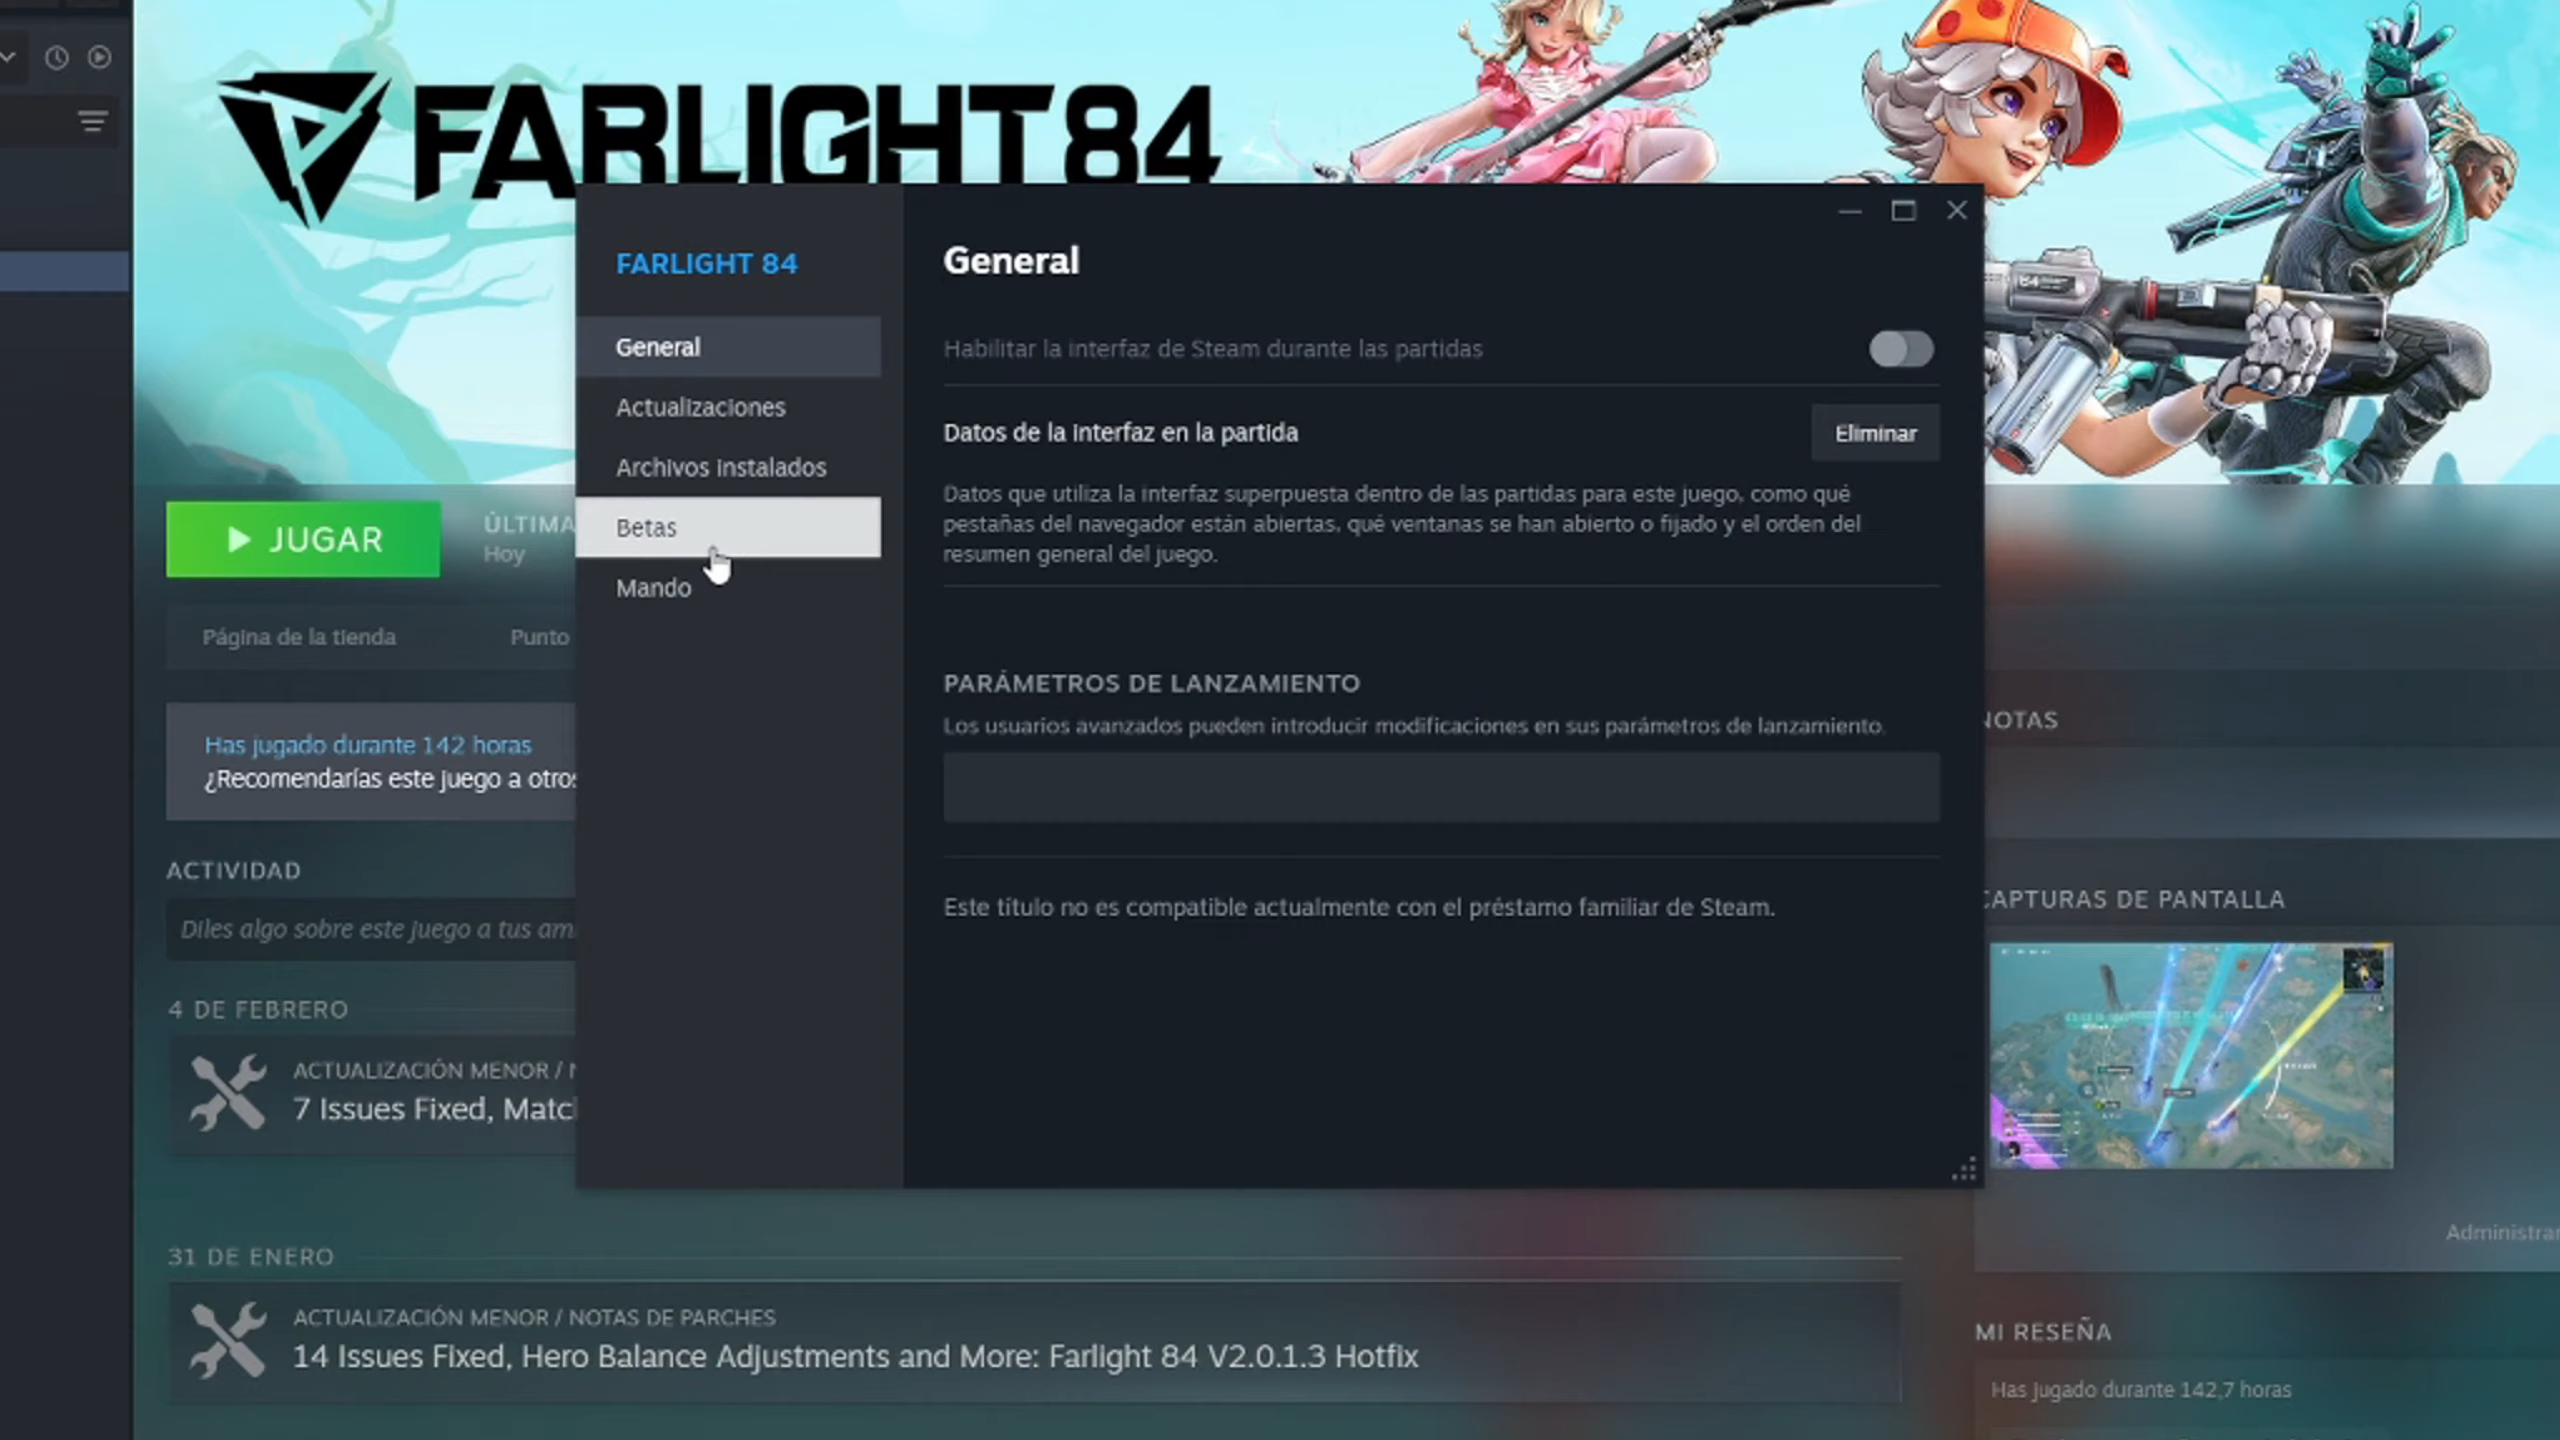 FARLIGHT 84
FARLIGHT 84
General
Actualizaciones
Archivos instalados
Betas
Mando
General
Habilitar la interfaz de Steam durante las partidas
Datos de la interfaz en la partida
Eliminar
Datos que utiliza la interfaz superpuesta dentro de las partidas para este juego, como qué
pestañas del navegador están abiertas, qué ventanas se han abierto o fijado y el orden del
resumen general del juego.
PARÁMETROS DE LANZAMIENTO
Los usuarios avanzados pueden introducir modificaciones en sus parámetros de lanzamiento.
Este título no es compatible actualmente con el préstamo familiar de Steam.
JUGAR
ÚLTIMA
Hoy
Página de la tienda
Punto
Has jugado durante 142 horas
¿Recomendarías este juego a otros
ACTIVIDAD
Diles algo sobre este juego a tus am
4 DE FEBRERO
ACTUALIZACIÓN MENOR /
7 Issues Fixed, Matc
31 DE ENERO
ACTUALIZACIÓN MENOR / NOTAS DE PARCHES
14 Issues Fixed, Hero Balance Adjustments and More: Farlight 84 V2.0.1.3 Hotfix
NOTAS
CAPTURAS DE PANTALLA
Administrar
MI RESEÑA
Has jugado durante 142,7 horas